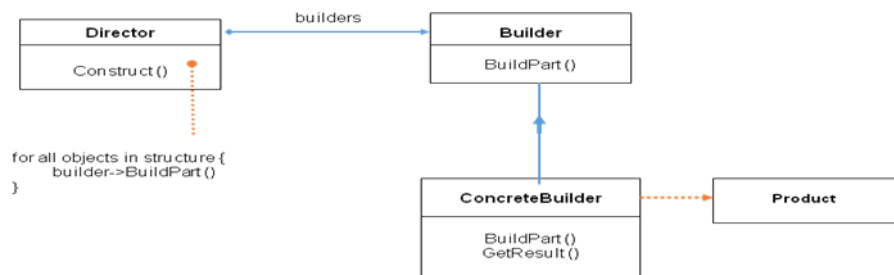 builders
Director
Construct()
for all objects in structure {
builder->BuildPart()
}
Builder
BuildPart()
ConcreteBuilder
BuildPart()
GetResult()
Product